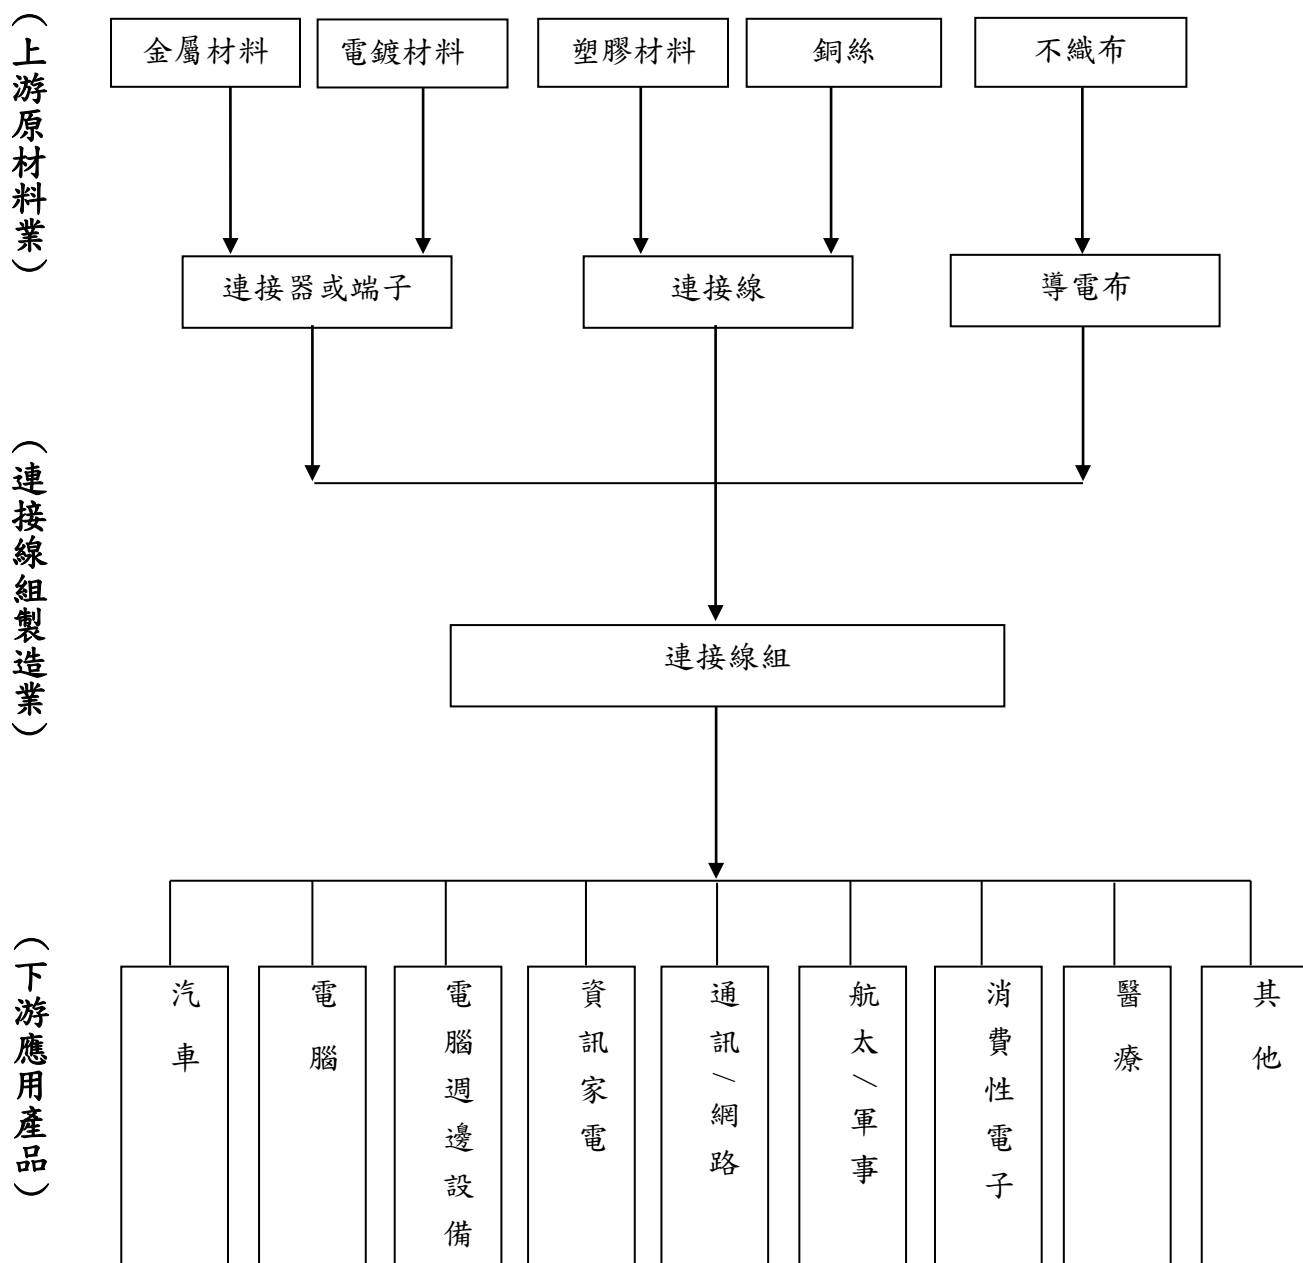 (上游原材料業)
金屬材料
電鍍材料
塑膠材料
銅絲
不織布
連接器或端子
連接線
導電布
(連接線組製造業)
連接線組
(下游應用產品)
汽車
電腦
電腦週邊設備
資訊家電
通訊/網路
航太/軍事
消費性電子
醫療
其他